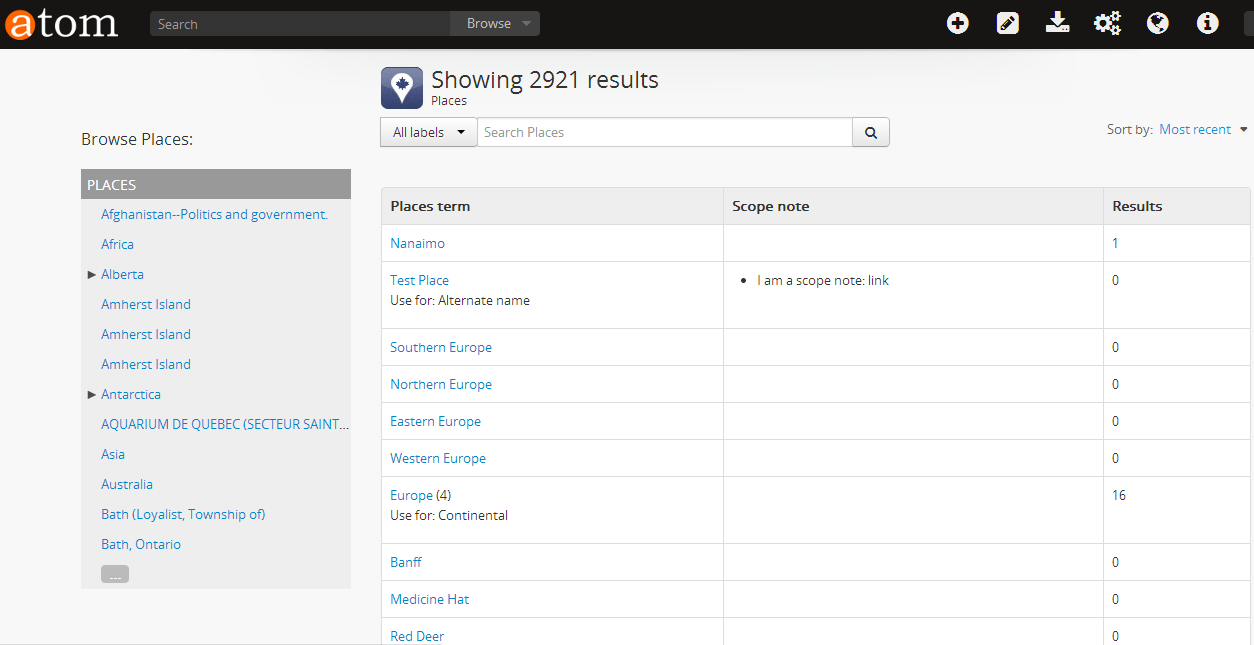 atom
Search
Browse
Showing 2921 results
Places
All labels
Search Places
Sort by: Most recent
Browse Places:
PLACES
Afghanistan--Politics and government.
Africa
Alberta
Amherst Island
Amherst Island
Amherst Island
Antarctica
AQUARIUM DE QUEBEC (SECTEUR SAINT...
Asia
Australia
Bath (Loyalist, Township of)
Bath, Ontario
...
Places term Scope note Results
Nanaimo 1
Test Place • I am a scope note: link 0
Use for: Alternate name
Southern Europe 0
Northern Europe 0
Eastern Europe 0
Western Europe 0
Europe (4) 16
Use for: Continental
Banff 0
Medicine Hat 0
Red Deer 0